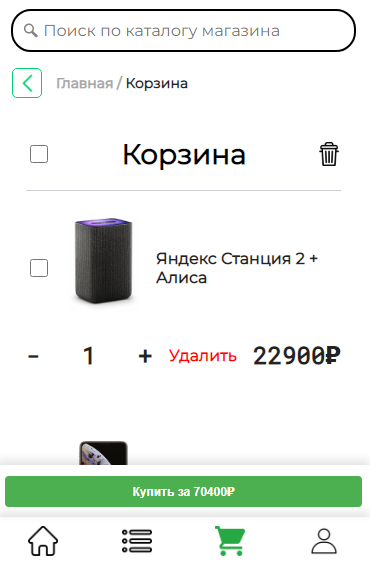 Поиск по каталогу магазина
Главная / Корзина
Корзина
Яндекс Станция 2 +
Алиса
- 1 + Удалить 22900₽
Купить за 70400₽